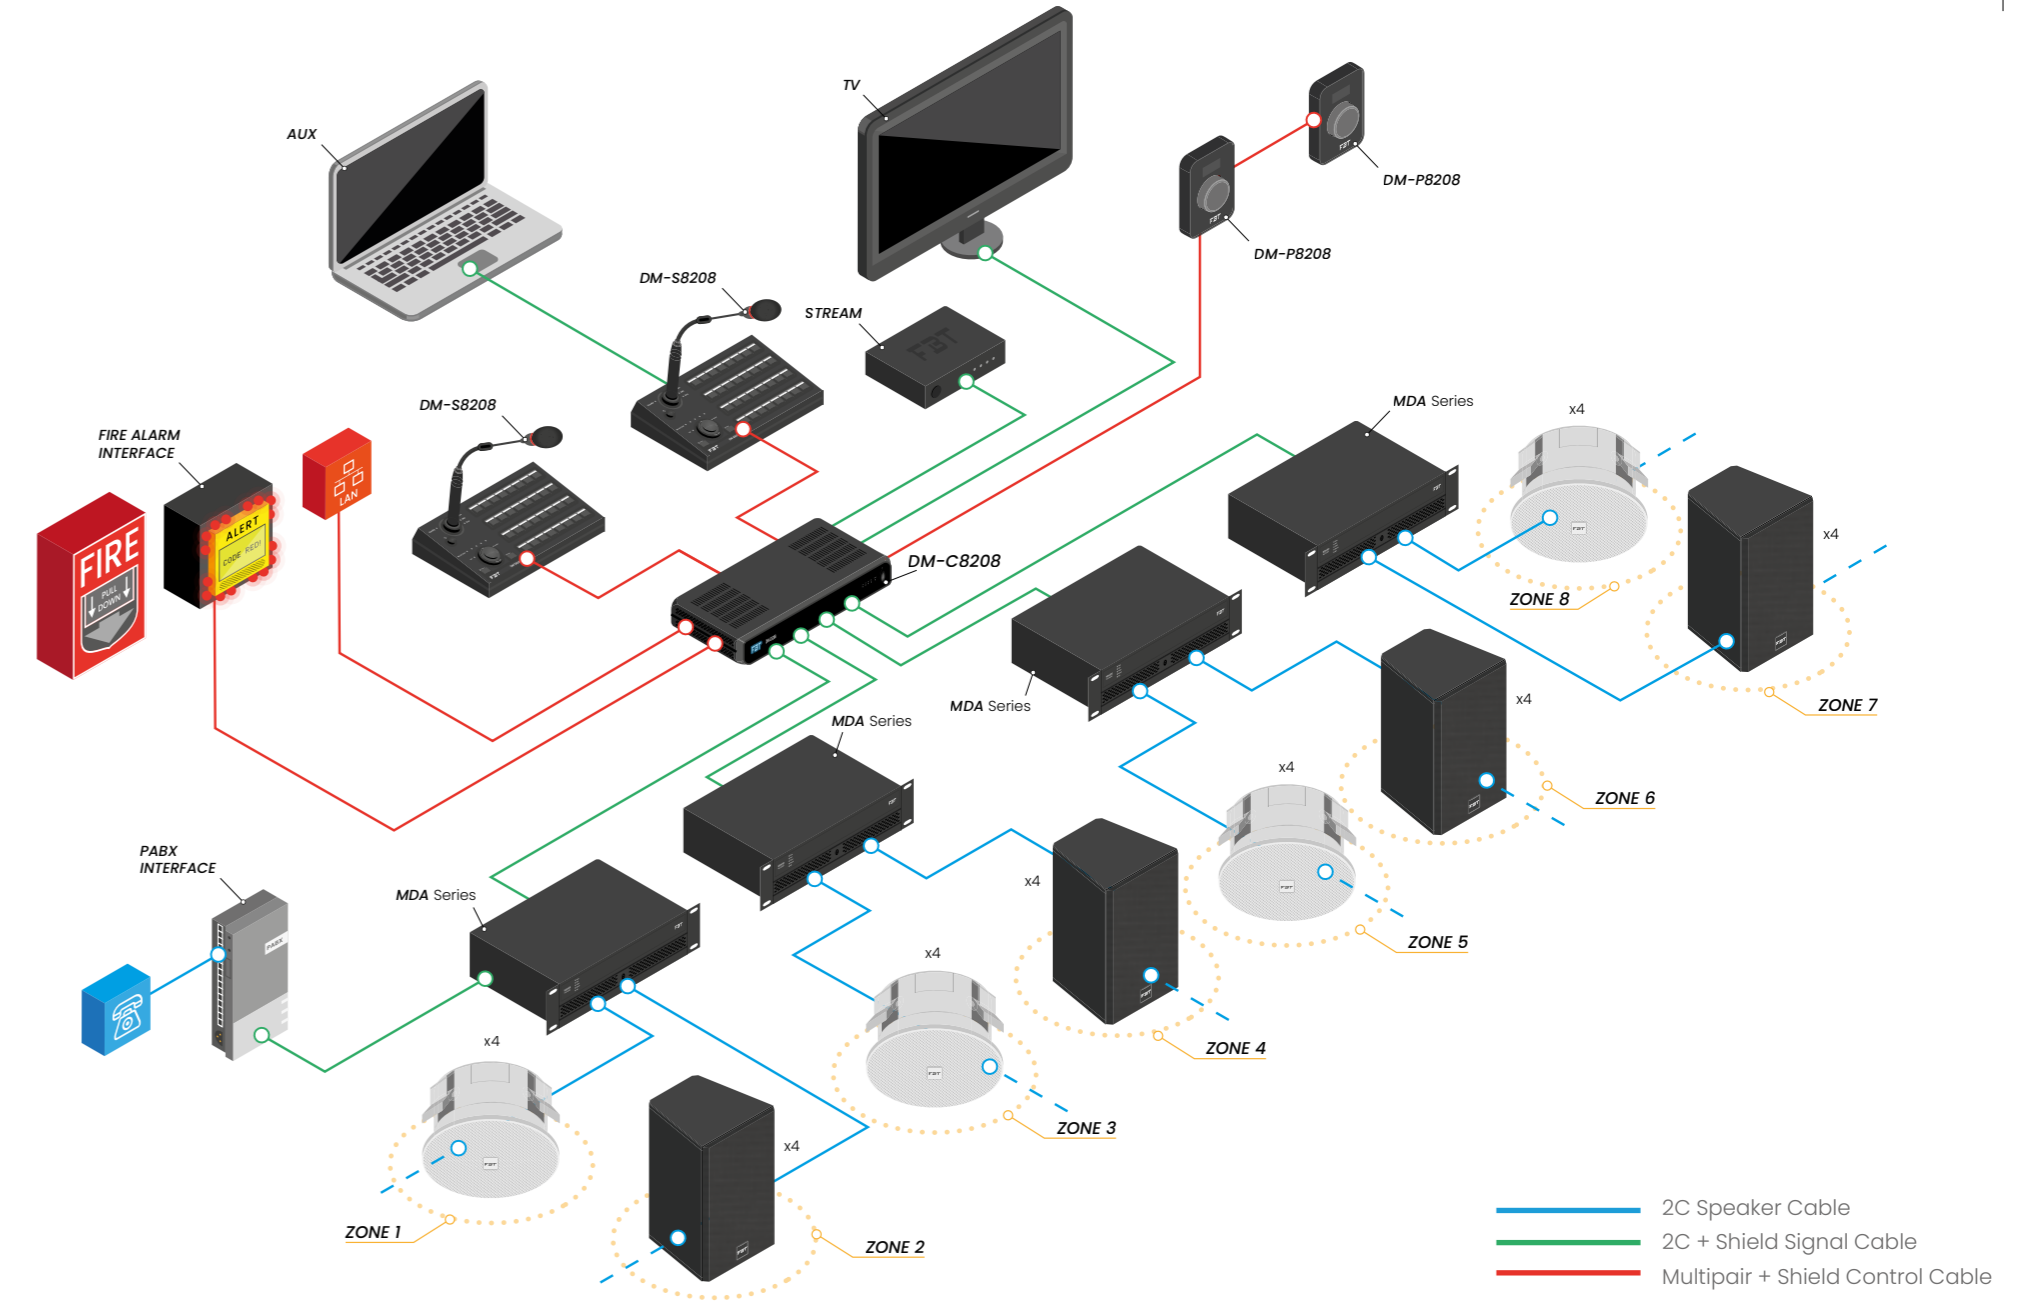 TV
AUX
DM-P8208
DM-P8208
DM-S8208
STREAM
FBT
DM-S8208
MDA Series
x4
FIRE ALARM
INTERFACE
LAN
ALERT
CODE RED!
FIRE
PULL
DOWN
DM-C8208
x4
ZONE 8
MDA Series
x4
ZONE 7
MDA Series
x4
ZONE 6
x4
PABX
INTERFACE
MDA Series
x4
ZONE 5
PABX
x4
ZONE 4
x4
ZONE 3
x4
ZONE 1
ZONE 2
2C Speaker Cable
2C + Shield Signal Cable
Multipair + Shield Control Cable